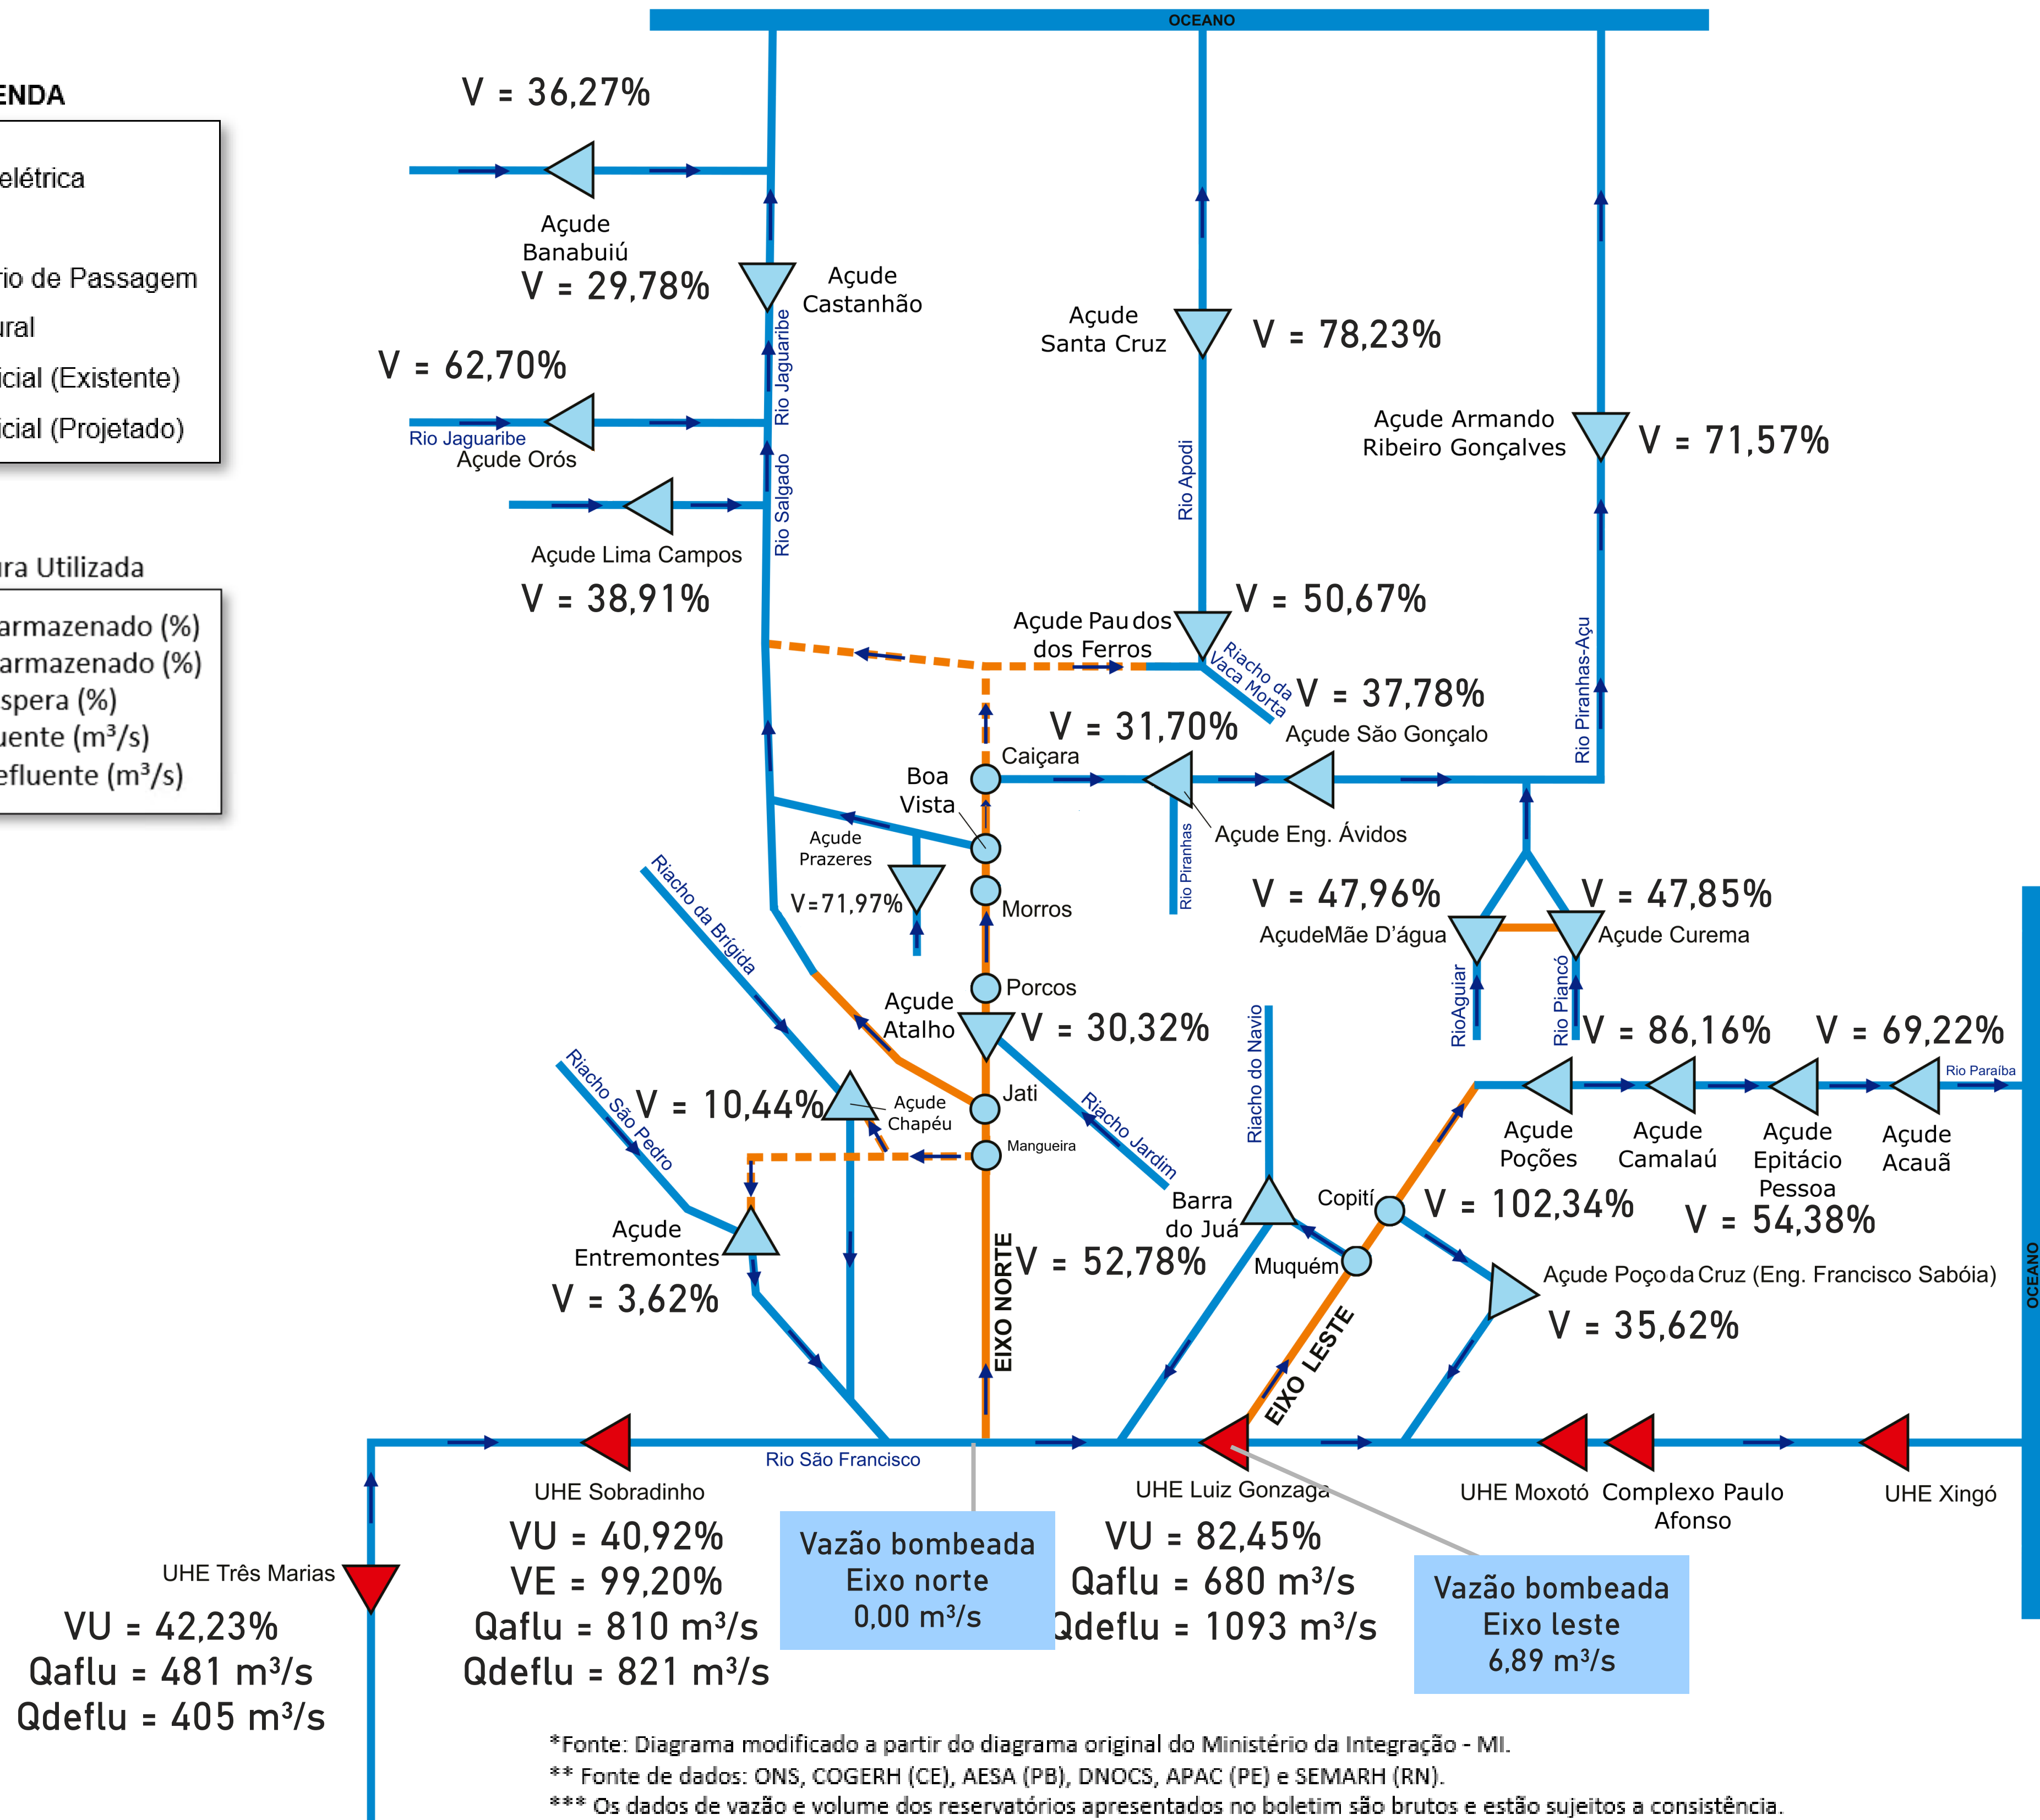 OCEANO
V = 36,27%
ENDA
elétrica
rio de Passagem
ural
icial (Existente)
icial (Projetado)
Açude
Banabuiú
V = 29,78%
Açude
Castanhão
Rio Jaguaribe
Açude
Santa Cruz
V = 78,23%
V = 62,70%
Rio Jaguaribe
Açude Orós
Açude Armando
Ribeiro Gonçalves
V = 71,57%
Rio Apodi
Rio Salgado
Açude Lima Campos
V = 38,91%
ura Utilizada
armazenado (%)
armazenado (%)
spera (%)
uente (m³/s)
efluente (m³/s)
V = 50,67%
Açude Pau dos
dos Ferros
Riacho da
Vaca Morta
V = 37,78%
Rio Piranhas-Açu
V = 31,70%
Açude São Gonçalo
Caiçara
Boa
Vista
Açude Eng. Ávidos
Rio Piranhas
Açude
Prazeres
V=71,97%
Morros
Riacho da Brígida
V = 47,96%
V = 47,85%
AçudeMãe D'água
Açude Curema
RioAguiar
Rio Piancó
Porcos
Açude
Atalho
V = 30,32%
Riacho do Navio
V = 86,16%
V = 69,22%
Rio Paraíba
Riacho São Pedro
V = 10,44%
Açude
Chapéu
Jati
Mangueira
Riacho Jardim
Açude
Poções
Açude
Camalaú
Açude
Epitácio
Pessoa
Açude
Acauã
V = 102,34%
V = 54,38%
Barra
do Juá
Copití
Muquém
V = 52,78%
Açude
Entremontes
V = 3,62%
EIXO NORTE
EIXO LESTE
Açude Poço da Cruz (Eng. Francisco Sabóia)
V = 35,62%
OCEANO
Rio São Francisco
UHE Sobradinho
VU = 40,92%
VE = 99,20%
Qaflu = 810 m³/s
Qdeflu = 821 m³/s
Vazão bombeada
Eixo norte
0,00 m³/s
UHE Luiz Gonzaga
VU = 82,45%
Qaflu = 680 m³/s
Qdeflu = 1093 m³/s
Vazão bombeada
Eixo leste
6,89 m³/s
UHE Moxotó
Complexo Paulo
Afonso
UHE Xingó
UHE Três Marias
VU = 42,23%
Qaflu = 481 m³/s
Qdeflu = 405 m³/s
*Fonte: Diagrama modificado a partir do diagrama original do Ministério da Integração - MI.
** Fonte de dados: ONS, COGERH (CE), AESA (PB), DNOCS, APAC (PE) e SEMARH (RN).
*** Os dados de vazão e volume dos reservatórios apresentados no boletim são brutos e estão sujeitos a consistência.